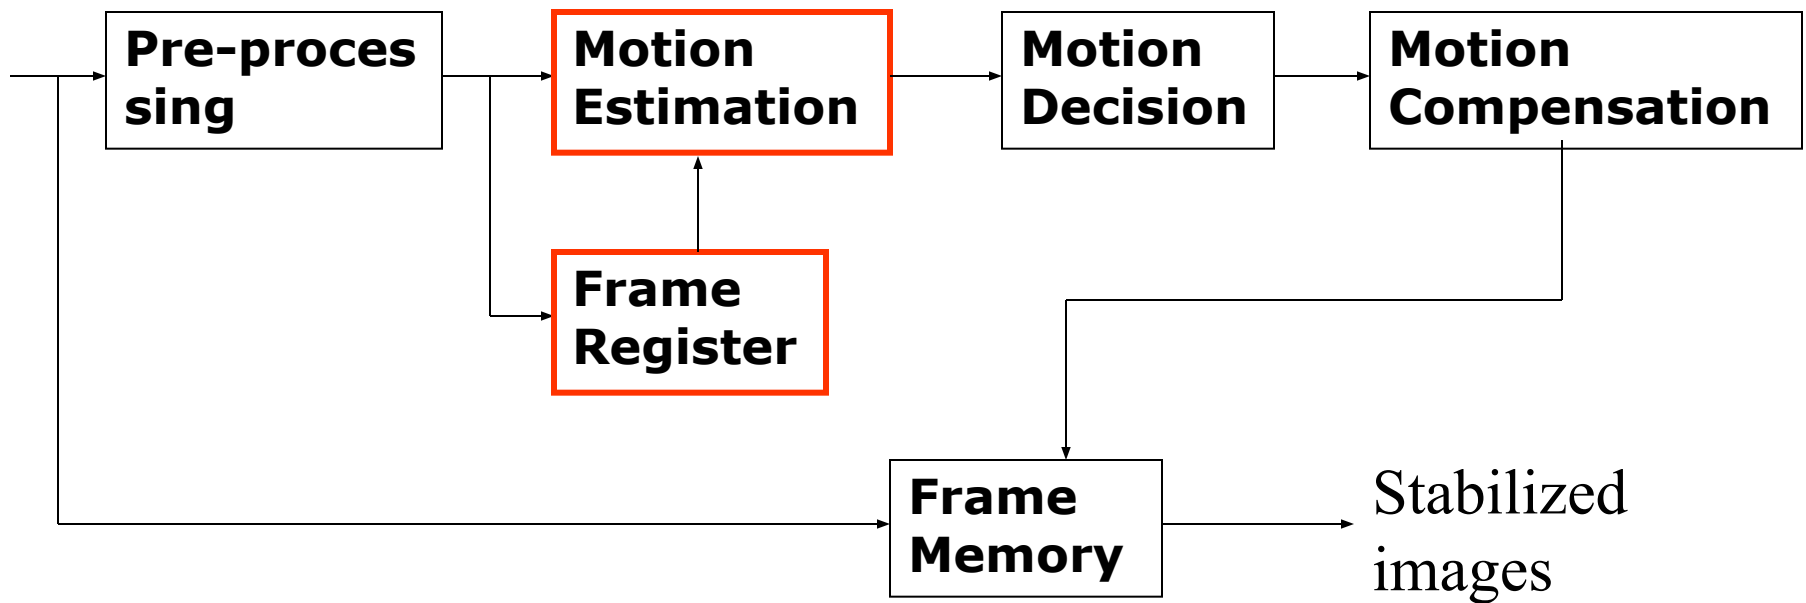 Pre-proces
sing
Motion
Estimation
Motion
Decision
Motion
Compensation
Frame
Register
Frame
Memory
Stabilized
images